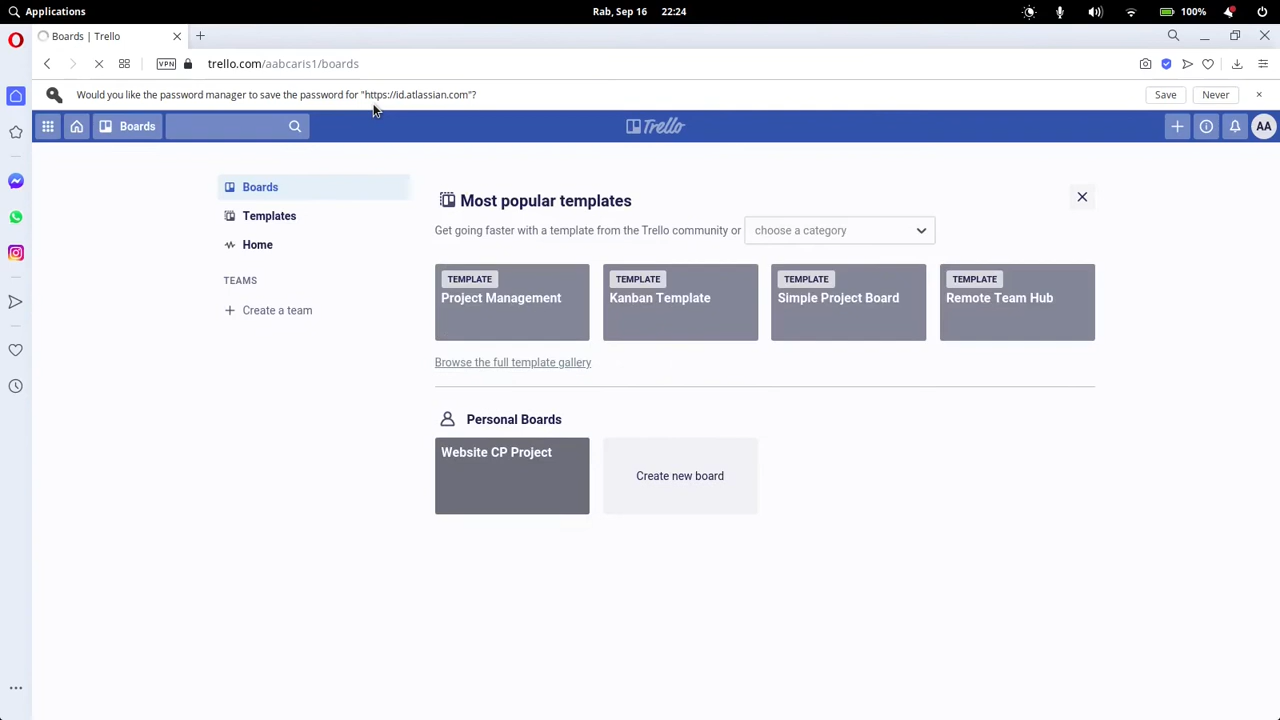 Applications
Rab, Sep 16 22:24
100%
Boards | Trello
VPN
trello.com/aabcaris1/boards
Would you like the password manager to save the password for "https://id.atlassian.com"?
Save
Never
Boards
Trello
AA
Boards
Templates
Home
TEAMS
Create a team
Most popular templates
Get going faster with a template from the Trello community or
choose a category
TEMPLATE
Project Management
TEMPLATE
Kanban Template
TEMPLATE
Simple Project Board
TEMPLATE
Remote Team Hub
Browse the full template gallery
Personal Boards
Website CP Project
Create new board